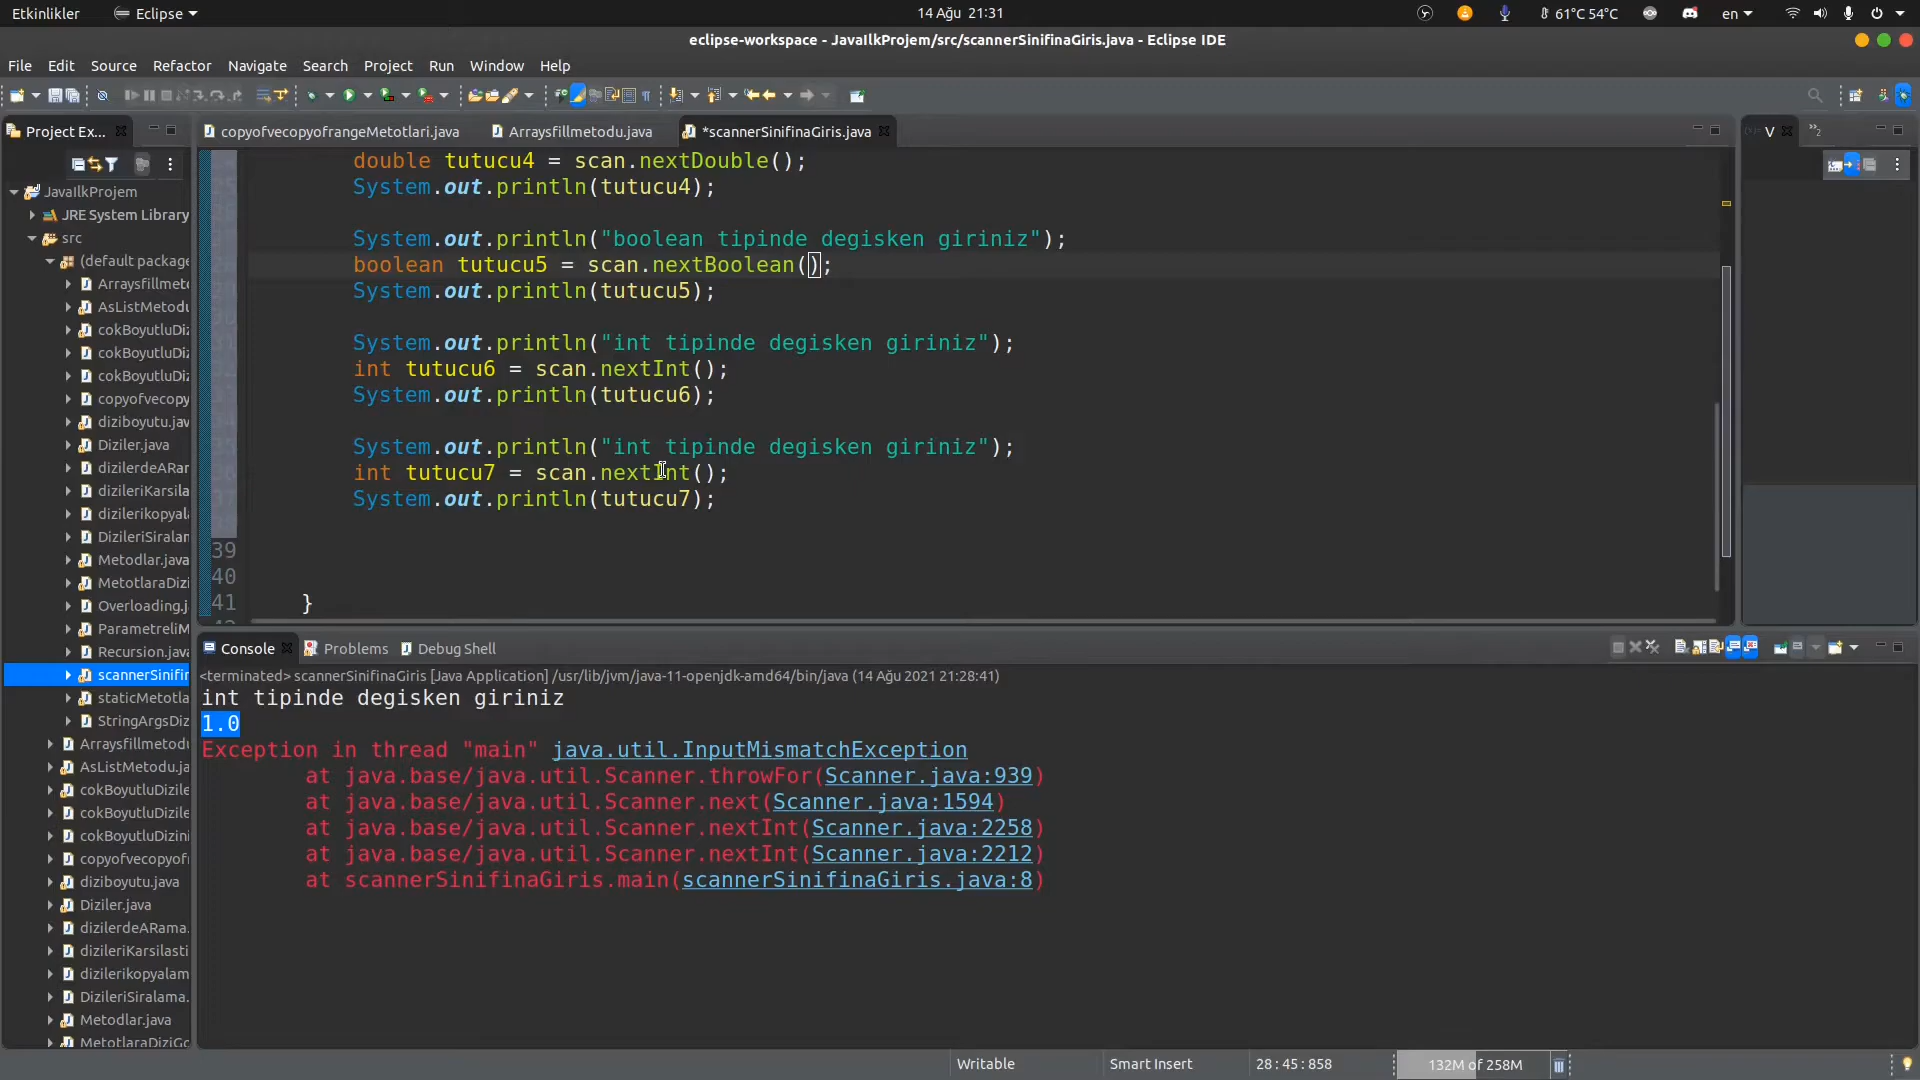 Etkinlikler Eclipse 14 Ağu 21:31 61°C 54°C en
eclipse-workspace - JavaIlkProjem/src/scannerSinifinaGiris.java - Eclipse IDE
File Edit Source Refactor Navigate Search Project Run Window Help
Project Ex... copyofvecopyofrangeMetotlari.java Arraysfillmetodu.java *scannerSinifinaGiris.java V »2
JavaIlkProjem
JRE System Library
src
(default package
Arraysfillmet
AsListMetodu
cokBoyutluDi
cokBoyutluDi
cokBoyutluDi
copyofvecopy
diziboyutu.jav
Diziler.java
dizilerdeARar
dizileriKarsila
dizilerikopyala
DizileriSiralar
Metodlar.java
MetotlaraDizi
Overloading.j
ParametreliM
Recursion.java
scannerSinifir
staticMetotla
StringArgsDiz
Arraysfillmetodu
AsListMetodu.ja
cokBoyutluDizile
cokBoyutluDizile
cokBoyutluDizini
copyofvecopyofr
diziboyutu.java
Diziler.java
dizilerdeARama.
dizileriKarsilasti
dizilerikopyalam
DizileriSiralama.
Metodlar.java
MetotlaraDiziGo
double tutucu4 = scan.nextDouble();
System.out.println(tutucu4);
System.out.println("boolean tipinde degisken giriniz");
boolean tutucu5 = scan.nextBoolean();
System.out.println(tutucu5);
System.out.println("int tipinde degisken giriniz");
int tutucu6 = scan.nextInt();
System.out.println(tutucu6);
System.out.println("int tipinde degisken giriniz");
int tutucu7 = scan.nextInt();
System.out.println(tutucu7);
39
40
41 }
Console Problems Debug Shell
<terminated> scannerSinifinaGiris [Java Application] /usr/lib/jvm/java-11-openjdk-amd64/bin/java (14 Ağu 2021 21:28:41)
int tipinde degisken giriniz
1.0
Exception in thread "main" java.util.InputMismatchException
at java.base/java.util.Scanner.throwFor(Scanner.java:939)
at java.base/java.util.Scanner.next(Scanner.java:1594)
at java.base/java.util.Scanner.nextInt(Scanner.java:2258)
at java.base/java.util.Scanner.nextInt(Scanner.java:2212)
at scannerSinifinaGiris.main(scannerSinifinaGiris.java:8)
Writable Smart Insert 28:45:858 132M of 258M